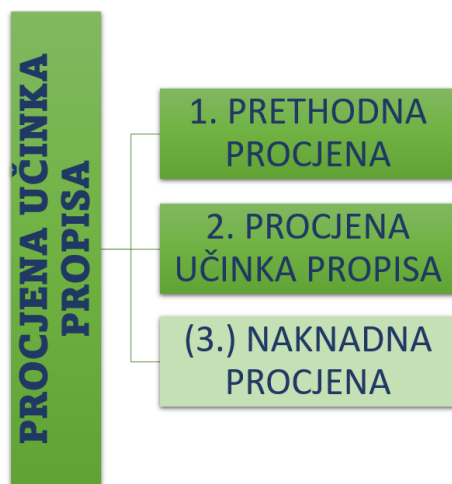 PROCJENA UČINKA
PROPISA
1. PRETHODNA
PROCJENA
2. PROCJENA
UČINKA PROPISA
(3.) NAKNADNA
PROCJENA